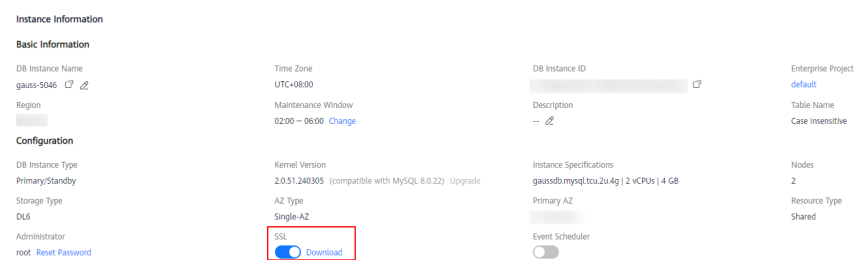 Instance Information
Basic Information
DB Instance Name Time Zone DB Instance ID Enterprise Project
gauss-5046 UTC+08:00 default
Region Maintenance Window Description Table Name
02:00 — 06:00 Change -- Case insensitive
Configuration
DB Instance Type Kernel Version Instance Specifications Nodes
Primary/Standby 2.0.51.240305 (compatible with MySQL 8.0.22) Upgrade gaussdb.mysql.tcu.2u.4g | 2 vCPUs | 4 GB 2
Storage Type AZ Type Primary AZ Resource Type
DL6 Single-AZ Shared
Administrator SSL Event Scheduler
root Reset Password Download